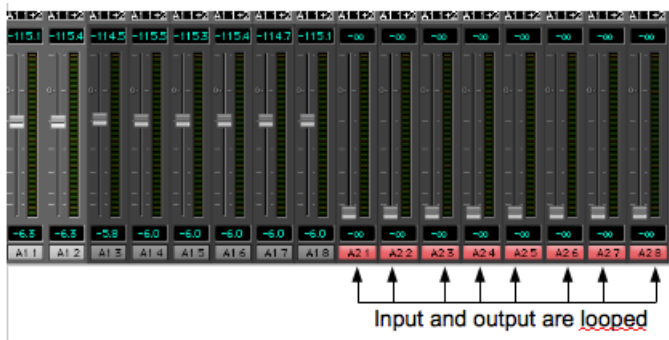 -115.1 -115.4 -114.5 -115.5 -115.3 -115.4 -114.7 -115.1 -∞ -∞ -∞ -∞ -∞ -∞ -∞ -∞
-6.3 -6.3 -5.8 -6.0 -6.0 -6.0 -6.0 -6.0 -∞ -∞ -∞ -∞ -∞ -∞ -∞ -∞
A1 1 A1 2 A1 3 A1 4 A1 5 A1 6 A1 7 A1 8 A2 1 A2 2 A2 3 A2 4 A2 5 A2 6 A2 7 A2 8
Input and output are looped